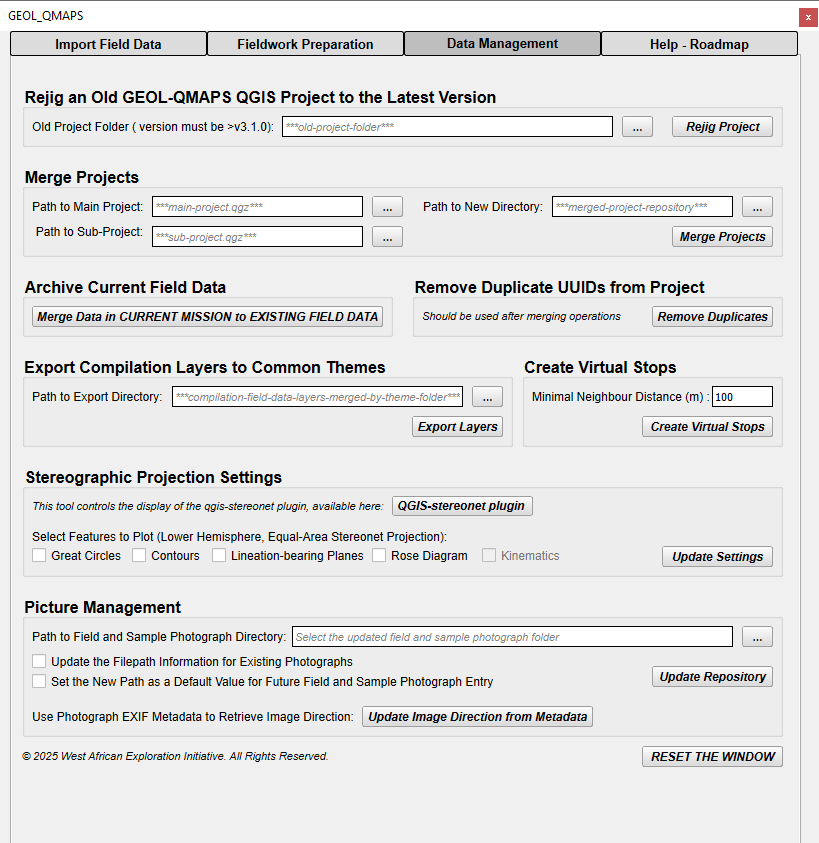 GEOL_QMAPS
x
Import Field Data
Fieldwork Preparation
Data Management
Help - Roadmap
Rejig an Old GEOL-QMAPS QGIS Project to the Latest Version
Old Project Folder ( version must be >v3.1.0): ***old-project-folder*** ... Rejig Project
Merge Projects
Path to Main Project: ***main-project.qgz*** ... Path to New Directory: ***merged-project-repository*** ...
Path to Sub-Project: ***sub-project.qgz*** ... Merge Projects
Archive Current Field Data
Merge Data in CURRENT MISSION to EXISTING FIELD DATA
Remove Duplicate UUIDs from Project
Should be used after merging operations Remove Duplicates
Export Compilation Layers to Common Themes
Path to Export Directory: ***compilation-field-data-layers-merged-by-theme-folder*** ...
Export Layers
Create Virtual Stops
Minimal Neighbour Distance (m) : 100
Create Virtual Stops
Stereographic Projection Settings
This tool controls the display of the qgis-stereonet plugin, available here: QGIS-stereonet plugin
Select Features to Plot (Lower Hemisphere, Equal-Area Stereonet Projection):
Great Circles Contours Lineation-bearing Planes Rose Diagram Kinematics Update Settings
Picture Management
Path to Field and Sample Photograph Directory: Select the updated field and sample photograph folder ...
Update the Filepath Information for Existing Photographs
Set the New Path as a Default Value for Future Field and Sample Photograph Entry
Update Repository
Use Photograph EXIF Metadata to Retrieve Image Direction: Update Image Direction from Metadata
© 2025 West African Exploration Initiative. All Rights Reserved.
RESET THE WINDOW